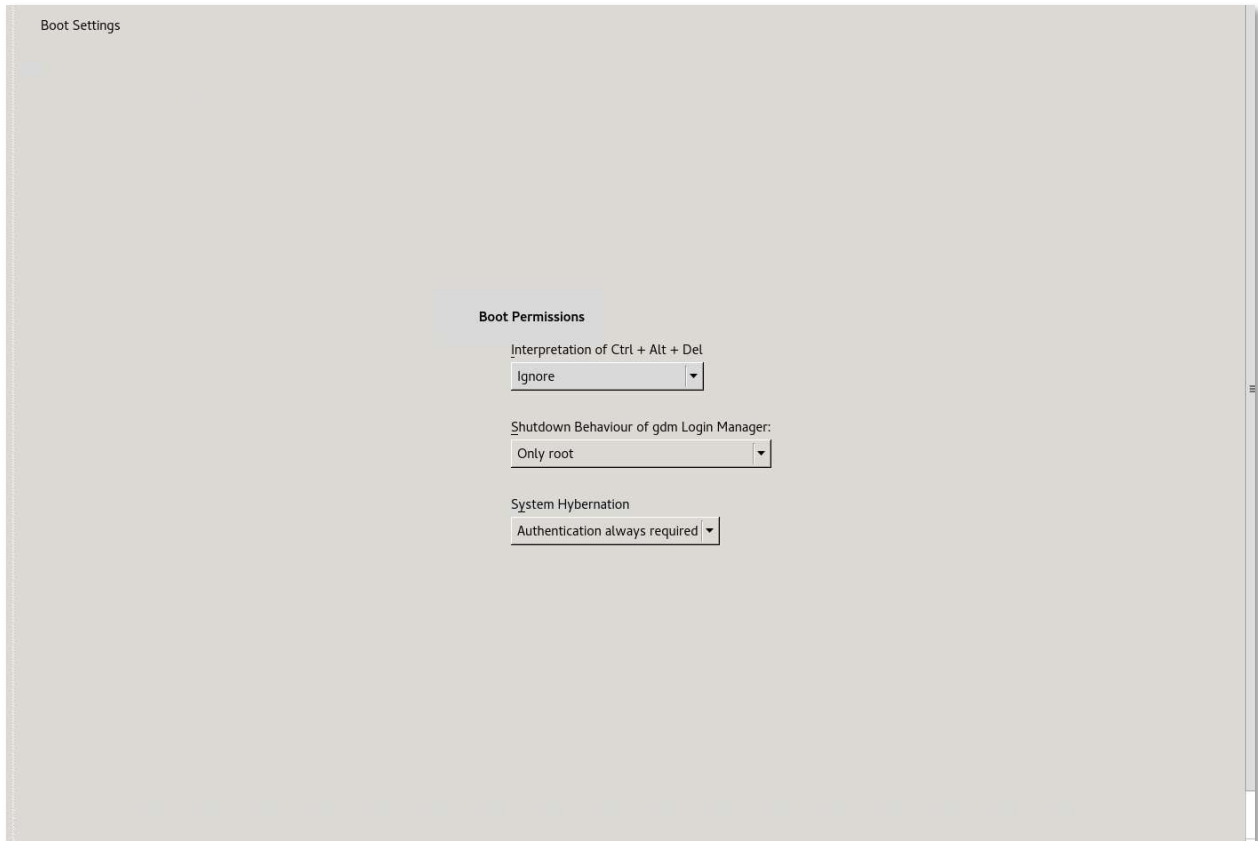 Boot Settings
Boot Permissions
Interpretation of Ctrl + Alt + Del
Ignore
Shutdown Behaviour of gdm Login Manager:
Only root
System Hybernation
Authentication always required